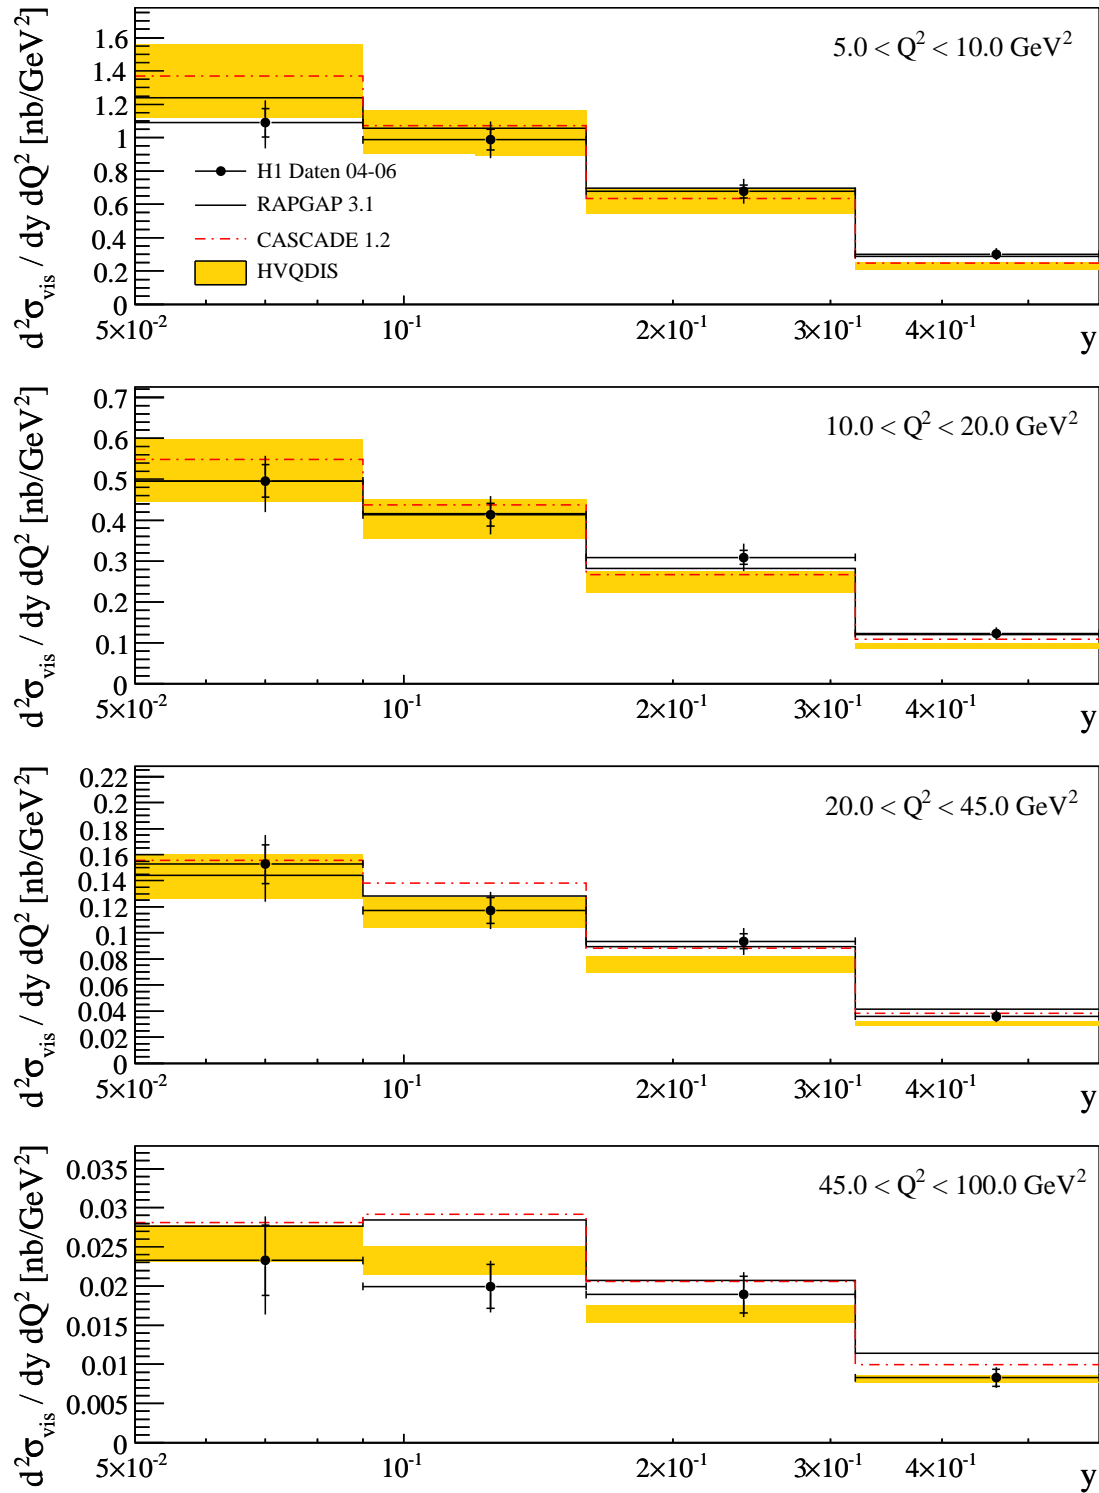 5.0 < Q² < 10.0 GeV²
d²σ_vis / dy dQ² [nb/GeV²]
1.6
1.4
1.2
1
0.8
0.6
0.4
0.2
0
H1 Daten 04-06
RAPGAP 3.1
CASCADE 1.2
HVQDIS
5×10⁻² 10⁻¹ 2×10⁻¹ 3×10⁻¹ 4×10⁻¹ y
10.0 < Q² < 20.0 GeV²
d²σ_vis / dy dQ² [nb/GeV²]
0.7
0.6
0.5
0.4
0.3
0.2
0.1
0
5×10⁻² 10⁻¹ 2×10⁻¹ 3×10⁻¹ 4×10⁻¹ y
20.0 < Q² < 45.0 GeV²
d²σ_vis / dy dQ² [nb/GeV²]
0.22
0.2
0.18
0.16
0.14
0.12
0.1
0.08
0.06
0.04
0.02
0
5×10⁻² 10⁻¹ 2×10⁻¹ 3×10⁻¹ 4×10⁻¹ y
45.0 < Q² < 100.0 GeV²
d²σ_vis / dy dQ² [nb/GeV²]
0.035
0.03
0.025
0.02
0.015
0.01
0.005
0
5×10⁻² 10⁻¹ 2×10⁻¹ 3×10⁻¹ 4×10⁻¹ y